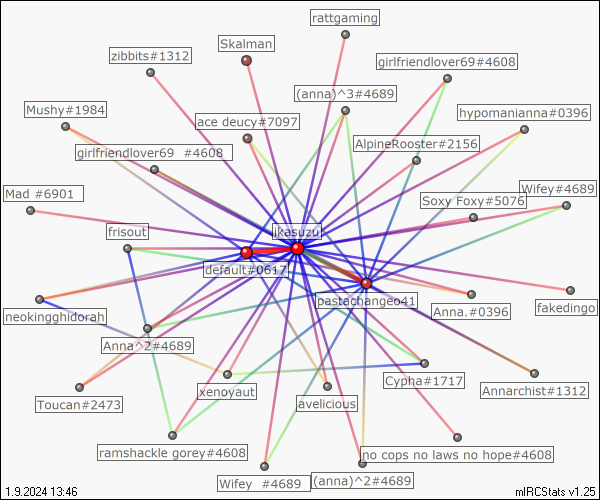 rattgaming
Skalman
zibbits#1312
girlfriendlover69#4608
(anna)^3#4689
Mushy#1984
hypomanianna#0396
ace deucy#7097
AlpineRooster#2156
girlfriendlover69 #4608
Wifey#4689
Mad #6901
Soxy Foxy#5076
frisout
ikasuzu
default#0617
pastachangeo41
neokingghidorah
Anna.#0396
fakedingo
Anna^2#4689
Cypha#1717
Annarchist#1312
xenoyaut
Toucan#2473
avelicious
ramshackle gorey#4608
no cops no laws no hope#4608
Wifey #4689
(anna)^2#4689
1.9.2024 13:46
mIRCStats v1.25